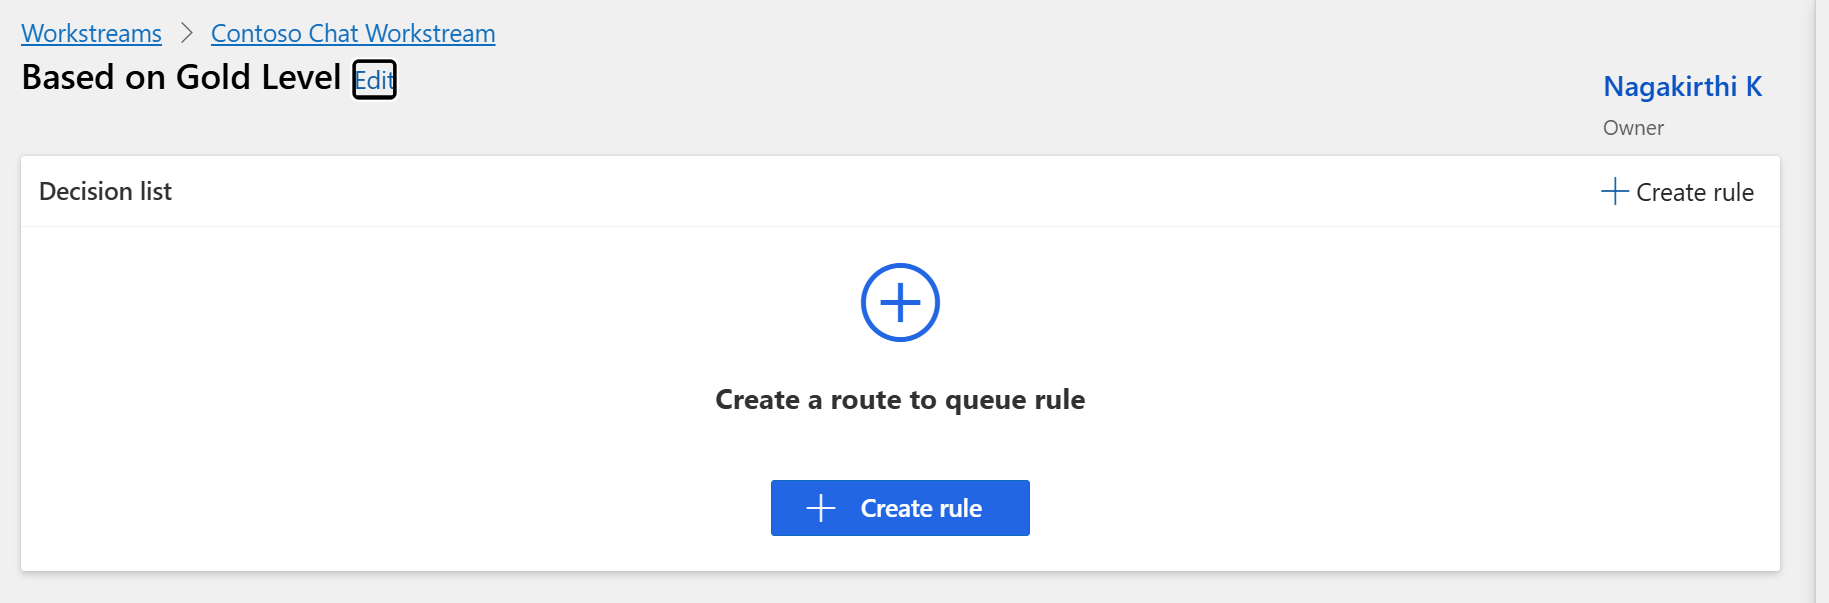 Workstreams > Contoso Chat Workstream
Based on Gold Level Edit
Nagakirthi K
Owner
Decision list
+ Create rule
Create a route to queue rule
+ Create rule